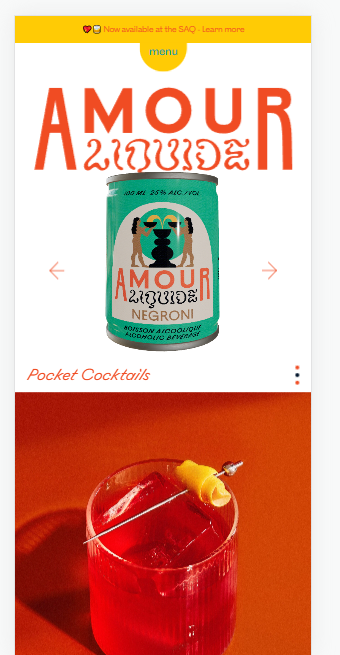 Now available at the SAQ - Learn more
menu
AMOUR
LIQUIDE
100 ML 25% ALC./VOL
AMOUR
LIQUIDE
NEGRONI
BOISSON ALCOOLIQUE
ALCOHOLIC BEVERAGE
Pocket Cocktails